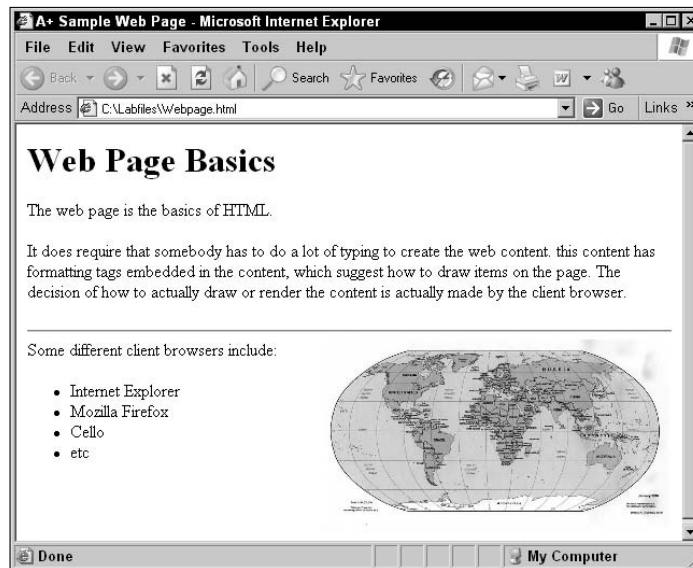 A+ Sample Web Page - Microsoft Internet Explorer
File Edit View Favorites Tools Help
Back Search Favorites
Address C:\Labfiles\Webpage.html Go Links »
Web Page Basics
The web page is the basics of HTML.
It does require that somebody has to do a lot of typing to create the web content. this content has
formatting tags embedded in the content, which suggest how to draw items on the page. The
decision of how to actually draw or render the content is actually made by the client browser.
Some different client browsers include:
• Internet Explorer
• Mozilla Firefox
• Cello
• etc
RUSSIA
Done My Computer